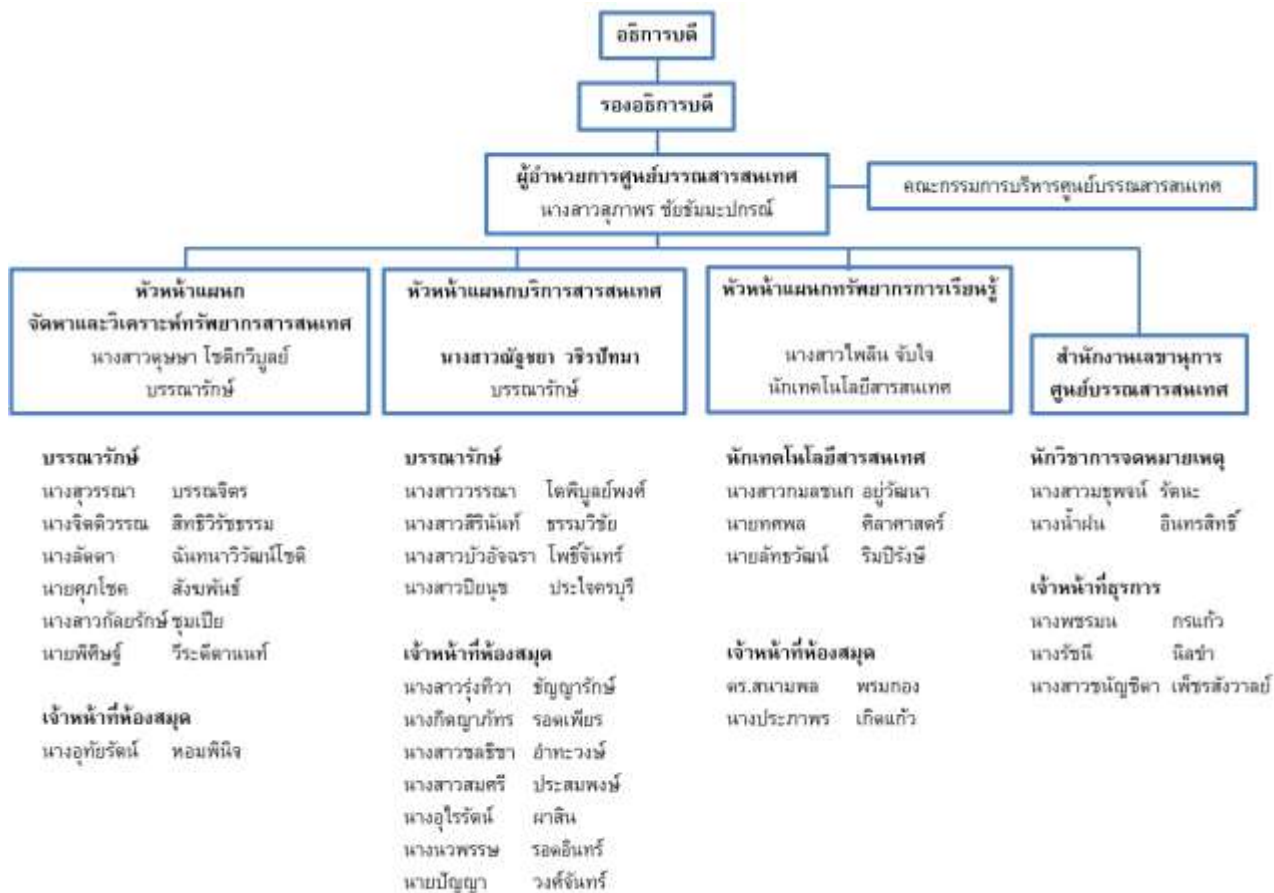 อธิการบดี
รองอธิการบดี
ผู้อำนวยการศูนย์บรรณสารสนเทศ
นางสาวสุภาพร ชัยธัมมะปกรณ์
คณะกรรมการบริหารศูนย์บรรณสารสนเทศ
หัวหน้าแผนก
จัดหาและวิเคราะห์ทรัพยากรสารสนเทศ
นางสาวดุษษา โชติกวิบูลย์
บรรณารักษ์
หัวหน้าแผนกบริการสารสนเทศ
นางสาวณัฐชยา วชิรปัทมา
บรรณารักษ์
หัวหน้าแผนกทรัพยากรการเรียนรู้
นางสาวไพลิน จับใจ
นักเทคโนโลยีสารสนเทศ
สำนักงานเลขานุการ
ศูนย์บรรณสารสนเทศ
บรรณารักษ์
นางสุวรรณา บรรณจิตร
นางจิตติวรรณ สิทธิวิรัชธรรม
นางลัดดา ฉันทนาวิวัฒน์โชติ
นายศุภโชค สังฆพันธ์
นางสาวกัลยรักษ์ ชุมเปีย
นายพิศิษฐ์ วีระดีตานนท์
เจ้าหน้าที่ห้องสมุด
นางอุทัยรัตน์ หอมพินิจ
บรรณารักษ์
นางสาววรรณา โตพิบูลย์พงศ์
นางสาวสิรินันท์ ธรรมวิชัย
นางสาวบัวอัจฉรา โพธิ์จันทร์
นางสาวปิยนุช ประไจครบุรี
เจ้าหน้าที่ห้องสมุด
นางสาวรุ่งทิวา ธัญญารักษ์
นางกีตญาภัทร รอดเพียร
นางสาวชลธิชา อำทะวงษ์
นางสาวสมศรี ประสมพงษ์
นางอุไรรัตน์ ผาสิน
นางนวพรรษ รอดอินทร์
นายปัญญา วงศ์จันทร์
นักเทคโนโลยีสารสนเทศ
นางสาวกมลชนก อยู่วัฒนา
นายทศพล ศิลาศาสตร์
นายลัทธวัฒน์ ริมปิรังษี
เจ้าหน้าที่ห้องสมุด
ดร.สนามพล พรมกอง
นางประภาพร เกิดแก้ว
นักวิชาการจดหมายเหตุ
นางสาวมธุพจน์ รัตนะ
นางน้ำฝน อินทรสิทธิ์
เจ้าหน้าที่ธุรการ
นางพชรมน กรแก้ว
นางรัชนี นิลขำ
นางสาวชนัญชิดา เพ็ชรสังวาลย์